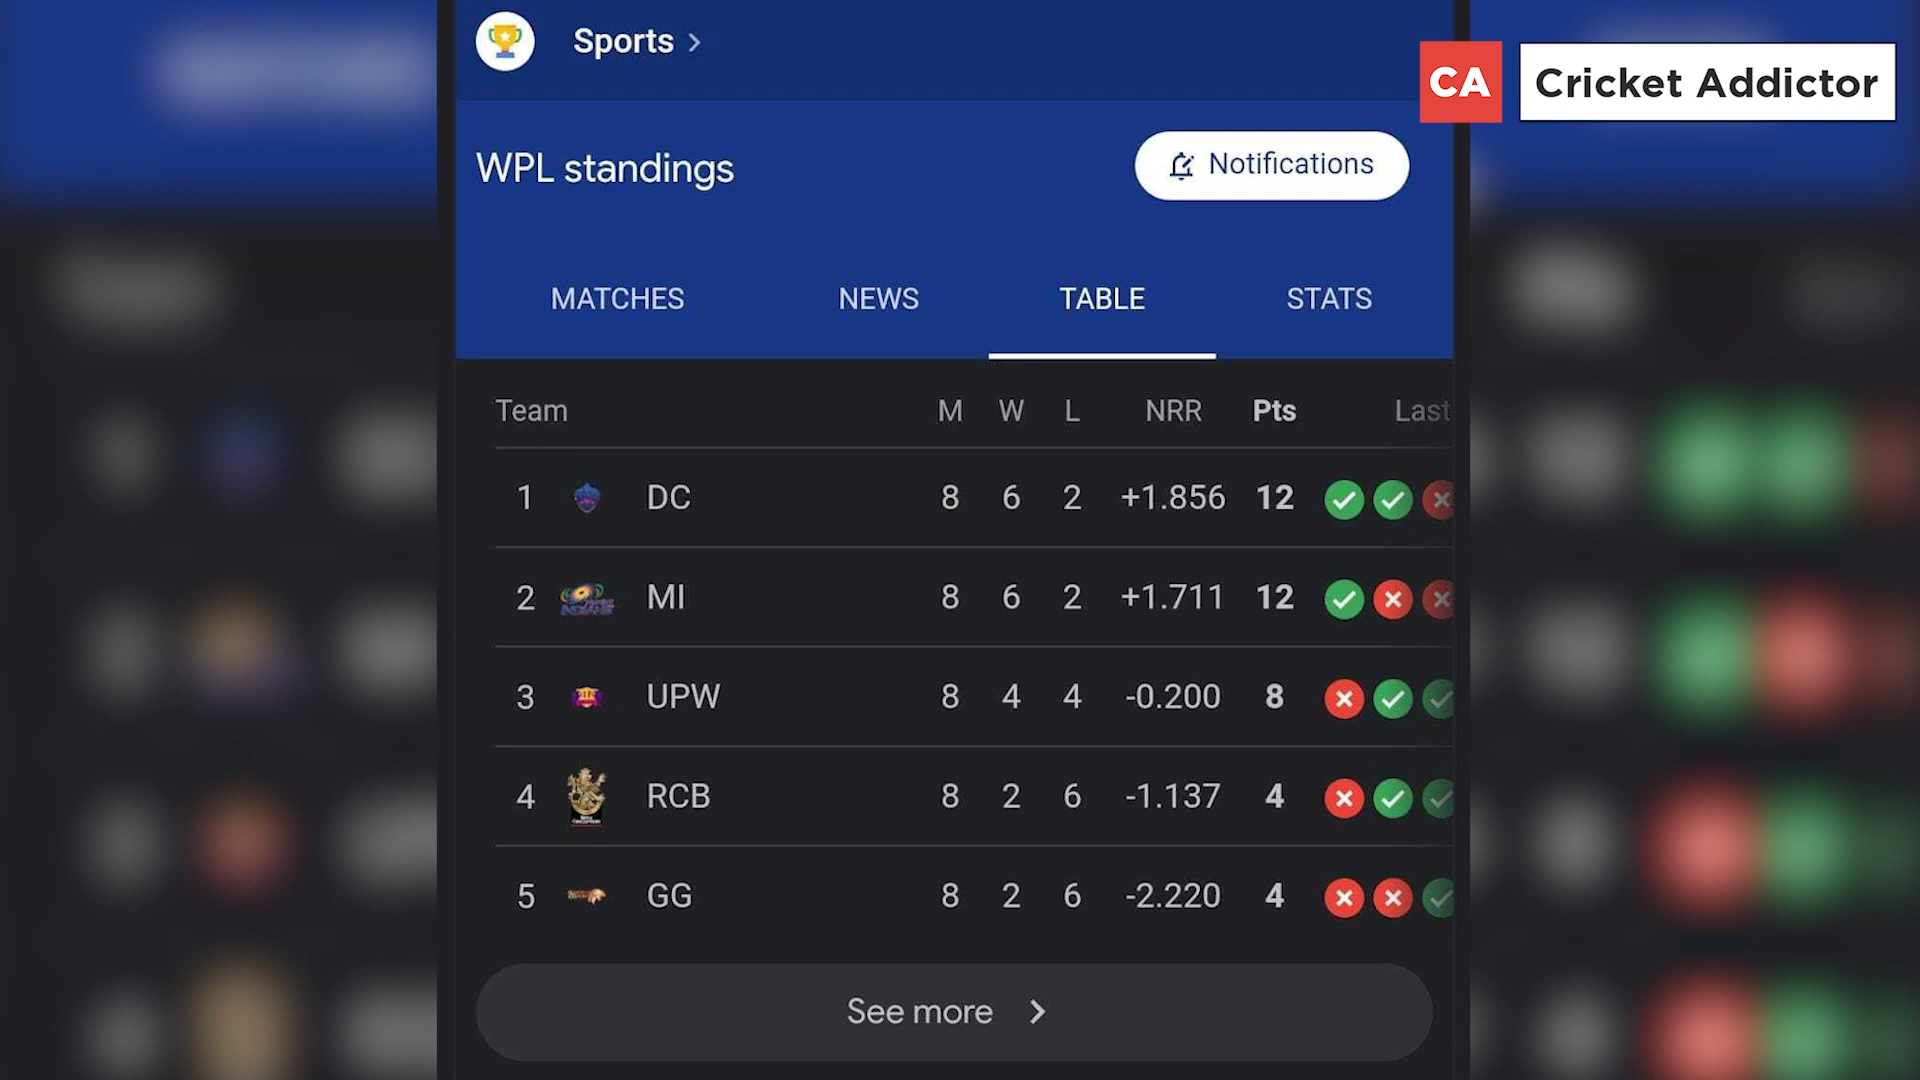 Sports
CA Cricket Addictor
WPL standings
Notifications
MATCHES NEWS TABLE STATS
Team M W L NRR Pts Last
1 DC 8 6 2 +1.856 12
2 MI 8 6 2 +1.711 12
3 UPW 8 4 4 -0.200 8
4 RCB 8 2 6 -1.137 4
5 GG 8 2 6 -2.220 4
See more